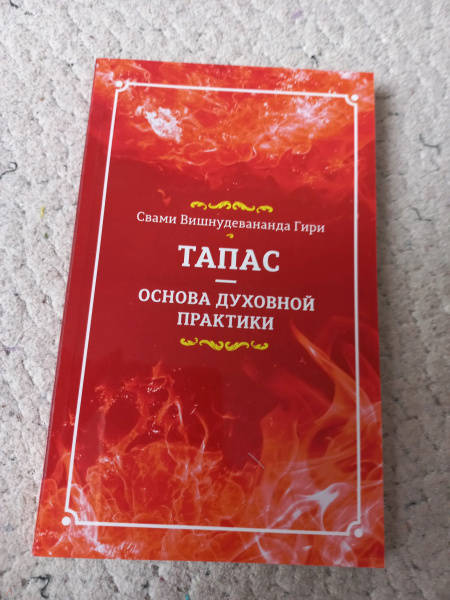 Свами Вишнудевананда Гири
ТАПАС
—
ОСНОВА ДУХОВНОЙ
ПРАКТИКИ